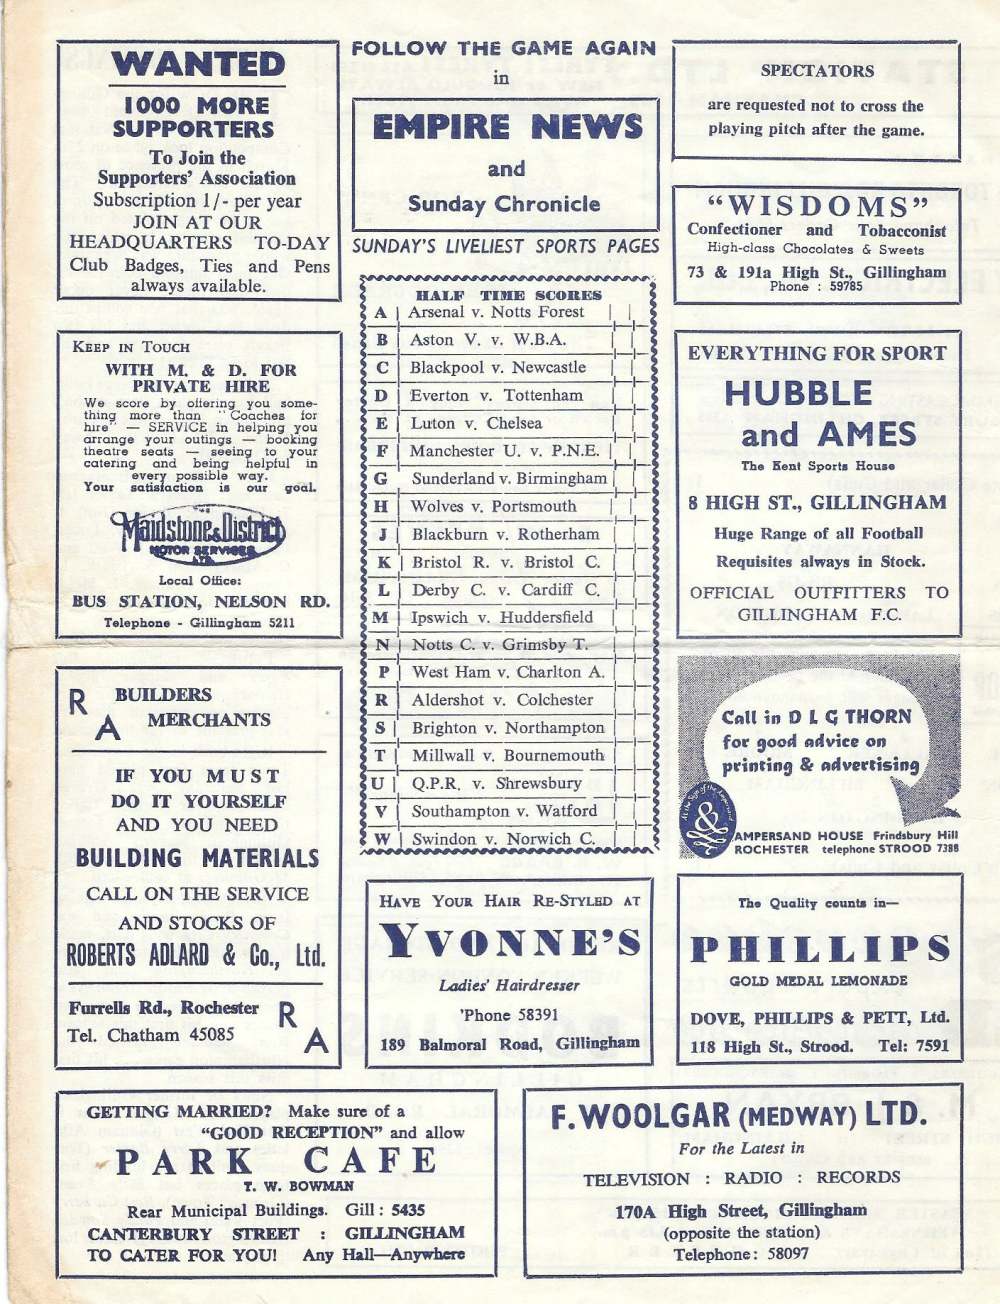 WANTED
1000 MORE
SUPPORTERS
To Join the
Supporters' Association
Subscription 1/- per year
JOIN AT OUR
HEADQUARTERS TO-DAY
Club Badges, Ties and Pens
always available.
FOLLOW THE GAME AGAIN
in
EMPIRE NEWS
and
Sunday Chronicle
SUNDAY'S LIVELIEST SPORTS PAGES
SPECTATORS
are requested not to cross the
playing pitch after the game.
"WISDOMS"
Confectioner and Tobacconist
High-class Chocolates & Sweets
73 & 191a High St., Gillingham
Phone : 59785
KEEP IN TOUCH
WITH M. & D. FOR
PRIVATE HIRE
We score by offering you some-
thing more than "Coaches for
hire" — SERVICE in helping you
arrange your outings — booking
theatre seats — seeing to your
catering and being helpful in
every possible way.
Your satisfaction is our goal.
THE
Maidstone & District
MOTOR SERVICES
LTD.
Local Office:
BUS STATION, NELSON RD.
Telephone - Gillingham 5211
HALF TIME SCORES
A Arsenal v. Notts Forest
B Aston V. v. W.B.A.
C Blackpool v. Newcastle
D Everton v. Tottenham
E Luton v. Chelsea
F Manchester U. v. P.N.E.
G Sunderland v. Birmingham
H Wolves v. Portsmouth
J Blackburn v. Rotherham
K Bristol R. v. Bristol C.
L Derby C. v. Cardiff C.
M Ipswich v. Huddersfield
N Notts C. v. Grimsby T.
P West Ham v. Charlton A.
R Aldershot v. Colchester
S Brighton v. Northampton
T Millwall v. Bournemouth
U Q.P.R. v. Shrewsbury
V Southampton v. Watford
W Swindon v. Norwich C.
EVERYTHING FOR SPORT
HUBBLE
and AMES
The Kent Sports House
8 HIGH ST., GILLINGHAM
Huge Range of all Football
Requisites always in Stock.
OFFICIAL OUTFITTERS TO
GILLINGHAM F.C.
R A BUILDERS
MERCHANTS
IF YOU MUST
DO IT YOURSELF
AND YOU NEED
BUILDING MATERIALS
CALL ON THE SERVICE
AND STOCKS OF
ROBERTS ADLARD & Co., Ltd.
Furrells Rd., Rochester
Tel. Chatham 45085
R A
Call in D L G THORN
for good advice on
printing & advertising
At the Sign of the Ampersand
&
AMPERSAND HOUSE Frindsbury Hill
ROCHESTER telephone STROOD 7388
HAVE YOUR HAIR RE-STYLED AT
YVONNE'S
Ladies' Hairdresser
'Phone 58391
189 Balmoral Road, Gillingham
The Quality counts in—
PHILLIPS
GOLD MEDAL LEMONADE
DOVE, PHILLIPS & PETT, Ltd.
118 High St., Strood. Tel: 7591
GETTING MARRIED? Make sure of a
"GOOD RECEPTION" and allow
PARK CAFE
T. W. BOWMAN
Rear Municipal Buildings. Gill : 5435
CANTERBURY STREET : GILLINGHAM
TO CATER FOR YOU! Any Hall—Anywhere
F. WOOLGAR (MEDWAY) LTD.
For the Latest in
TELEVISION : RADIO : RECORDS
170A High Street, Gillingham
(opposite the station)
Telephone: 58097